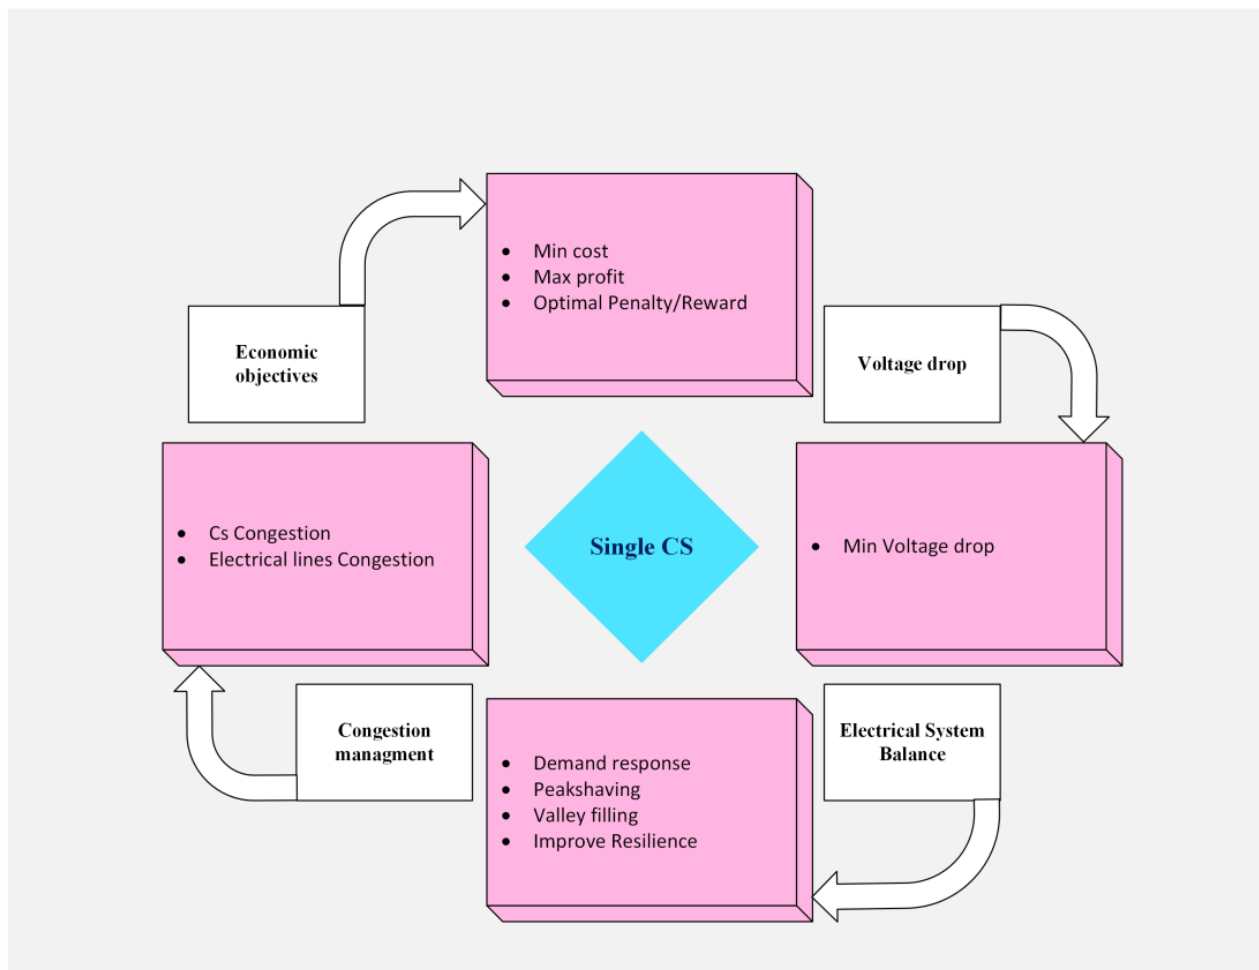 • Min cost
• Max profit
• Optimal Penalty/Reward
Economic
objectives
Voltage drop
• Cs Congestion
• Electrical lines Congestion
Single CS
• Min Voltage drop
Congestion
managment
Electrical System
Balance
• Demand response
• Peakshaving
• Valley filling
• Improve Resilience